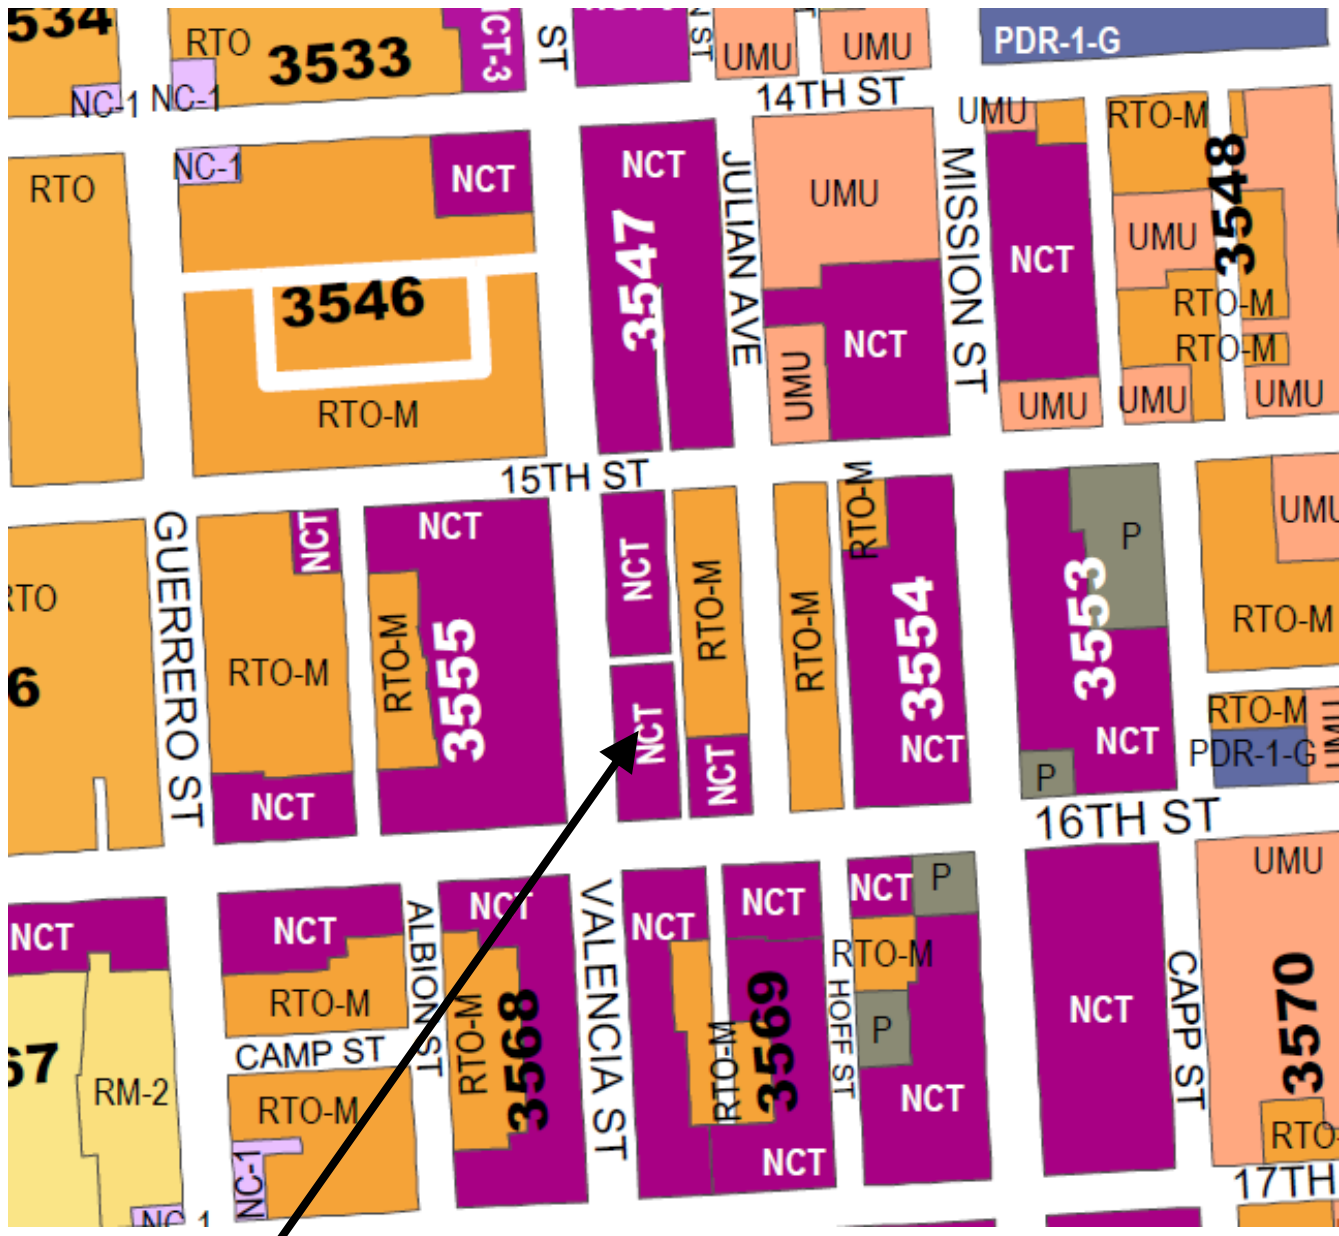 534
RTO
3533
NCT-3
ST
ST
UMU
UMU
PDR-1-G
NC-1
NC-1
14TH ST
UMU
RTO-M
NC-1
NCT
NCT
RTO
JULIAN AVE
UMU
MISSION ST
3548
3547
NCT
UMU
3546
RTO-M
NCT
RTO-M
UMU
UMU
UMU
UMU
RTO-M
15TH ST
RTO-M
GUERRERO ST
NCT
NCT
NCT
RTO-M
RTO-M
P
UMU
RTO
RTO-M
RTO-M
3555
3554
3553
RTO-M
6
NCT
NCT
NCT
NCT
RTO-M
PDR-1-G
UMU
P
NCT
16TH ST
UMU
NCT
NCT
ALBION ST
NCT
VALENCIA ST
NCT
NCT
NCT
P
RTO-M
HOFF ST
NCT
CAPP ST
3570
RTO-M
RTO-M
3568
RTO-M
3569
P
CAMP ST
67
RM-2
RTO-M
NCT
NCT
RTO-
NC-1
NC-1
17TH